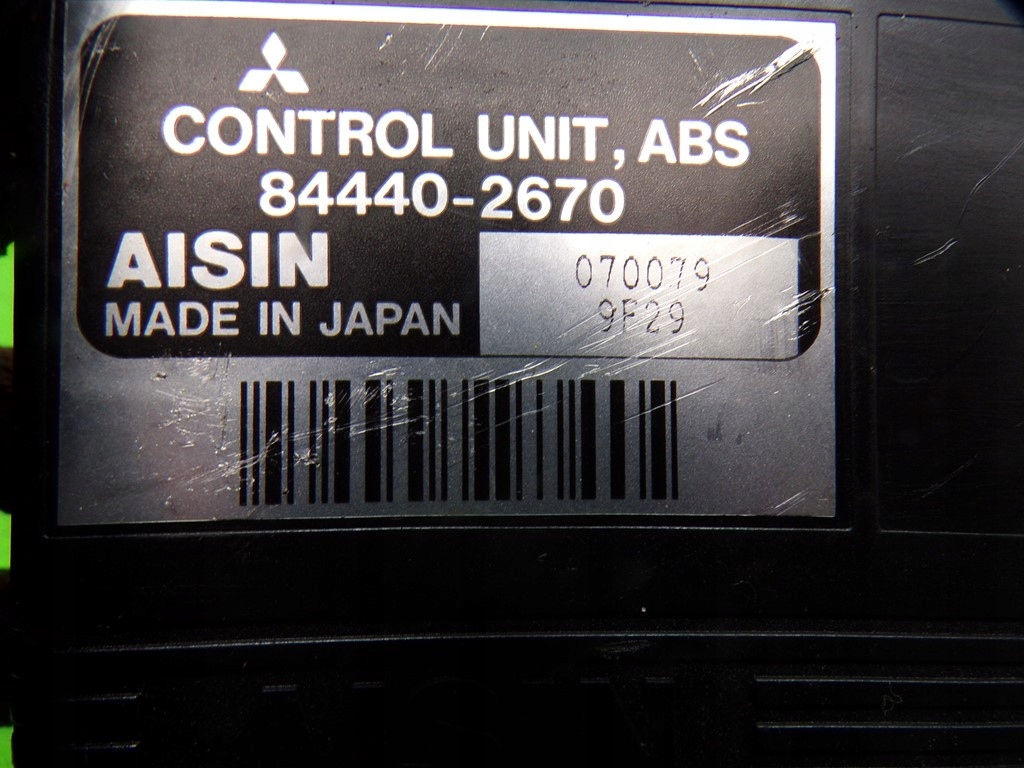 CONTROL UNIT, ABS
84440-2670
AISIN
MADE IN JAPAN
070079
9F29